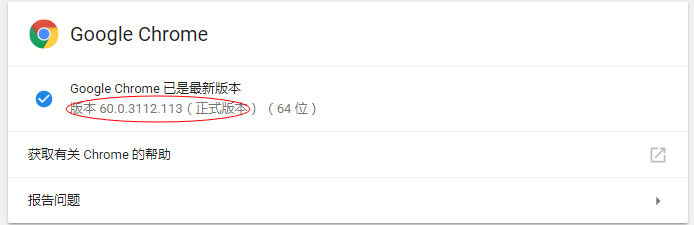 Google Chrome
Google Chrome 已是最新版本
版本 60.0.3112.113（正式版本）（64 位）
获取有关 Chrome 的帮助
报告问题